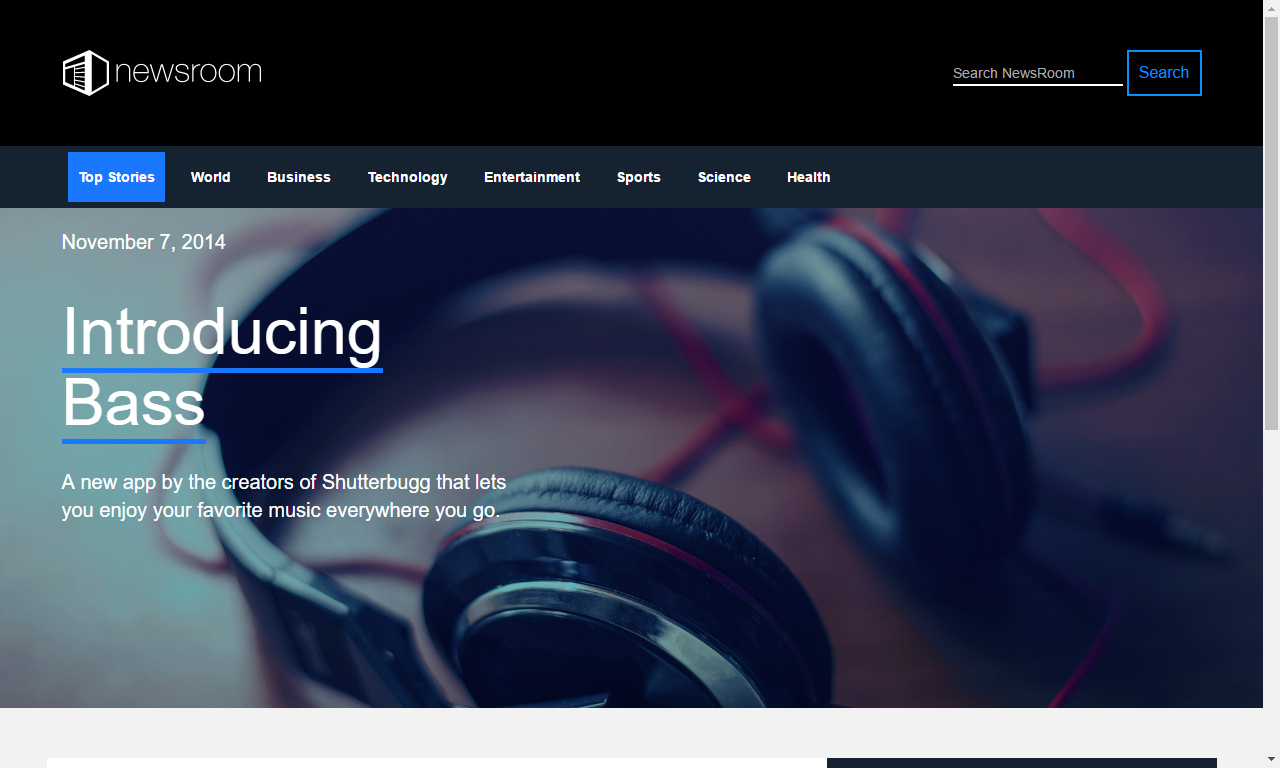 newsroom
Search NewsRoom
Search
Top Stories World Business Technology Entertainment Sports Science Health
November 7, 2014
Introducing
Bass
A new app by the creators of Shutterbugg that lets
you enjoy your favorite music everywhere you go.